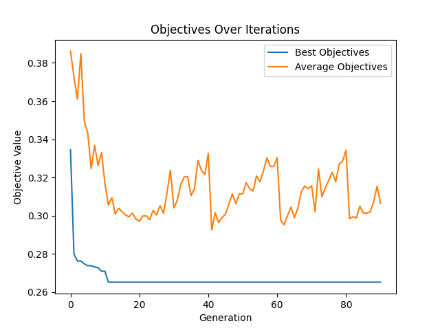 Objectives Over Iterations
Best Objectives
Average Objectives
Objective Value
0.38
0.36
0.34
0.32
0.30
0.28
0.26
0 20 40 60 80
Generation